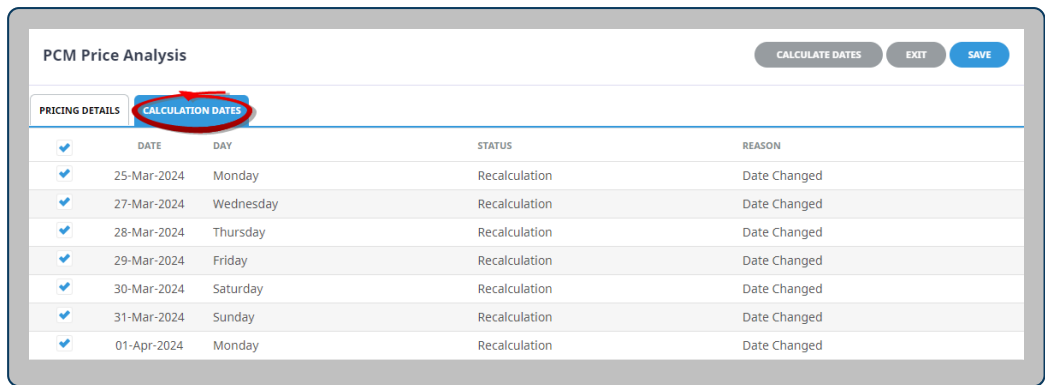 PCM Price Analysis CALCULATE DATES EXIT SAVE
PRICING DETAILS CALCULATION DATES
DATE DAY STATUS REASON
25-Mar-2024 Monday Recalculation Date Changed
27-Mar-2024 Wednesday Recalculation Date Changed
28-Mar-2024 Thursday Recalculation Date Changed
29-Mar-2024 Friday Recalculation Date Changed
30-Mar-2024 Saturday Recalculation Date Changed
31-Mar-2024 Sunday Recalculation Date Changed
01-Apr-2024 Monday Recalculation Date Changed